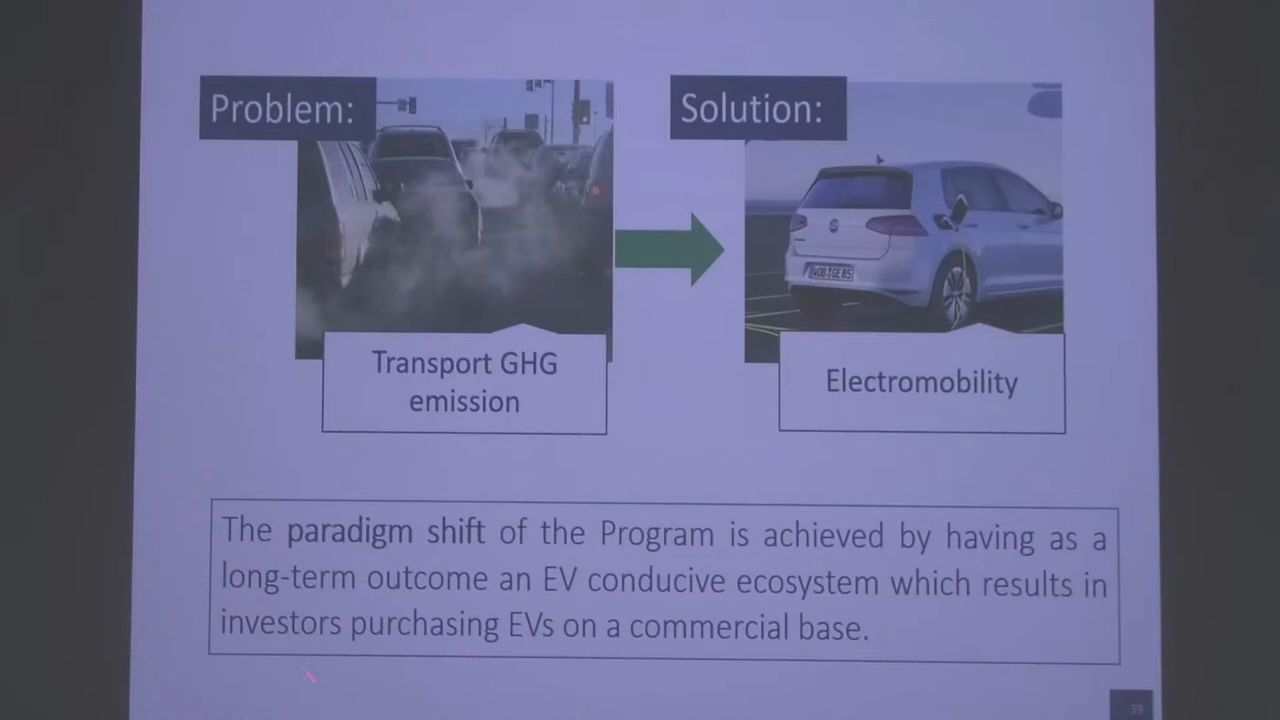 Problem:
Solution:
Transport GHG
emission
Electromobility
The paradigm shift of the Program is achieved by having as a
long-term outcome an EV conducive ecosystem which results in
investors purchasing EVs on a commercial base.
39